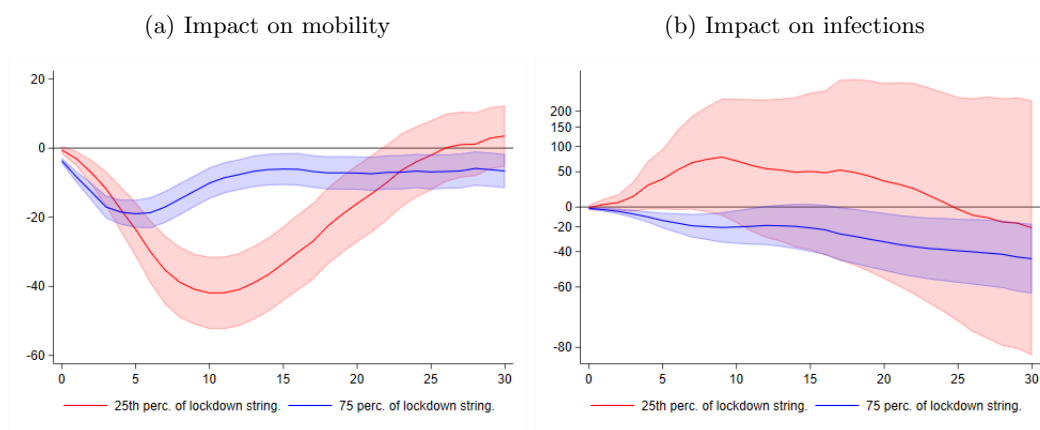 (a) Impact on mobility
(b) Impact on infections
20
0
-20
-40
-60
0 5 10 15 20 25 30
25th perc. of lockdown string. 75 perc. of lockdown string.
200
150
100
50
0
-20
-40
-60
-80
0 5 10 15 20 25 30
25th perc. of lockdown string. 75 perc. of lockdown string.